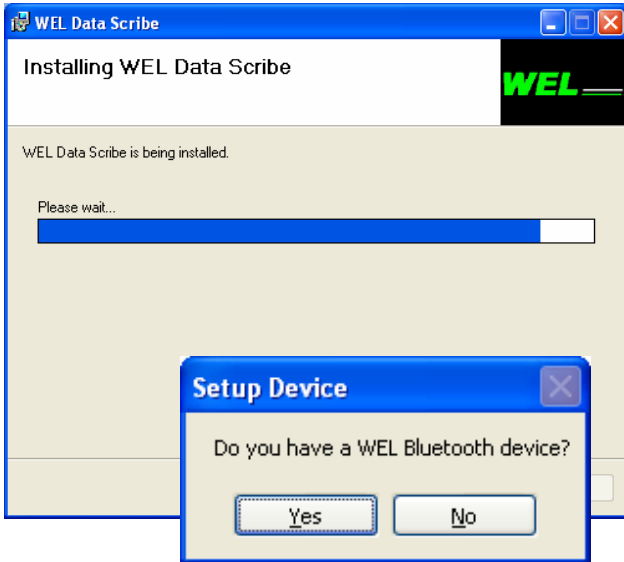 WEL Data Scribe
Installing WEL Data Scribe
WEL
WEL Data Scribe is being installed.
Please wait...
Setup Device
Do you have a WEL Bluetooth device?
Yes No